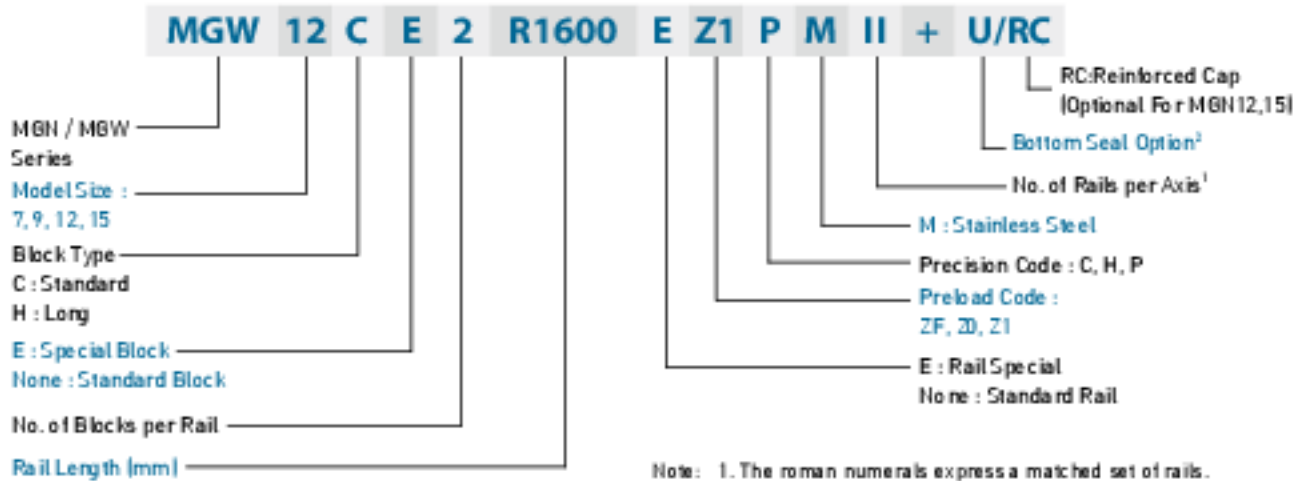 MGW 12 C E 2 R1600 E Z1 P M II + U/RC
MGN / MGW
Series
Model Size :
7, 9, 12, 15
Block Type
C : Standard
H : Long
E : Special Block
None : Standard Block
No. of Blocks per Rail
Rail Length (mm)
RC:Reinforced Cap
(Optional For MGN12,15)
Bottom Seal Option²
No. of Rails per Axis¹
M : Stainless Steel
Precision Code : C, H, P
Preload Code :
ZF, Z0, Z1
E : Rail Special
None : Standard Rail
Note: 1. The roman numerals express a matched set of rails.